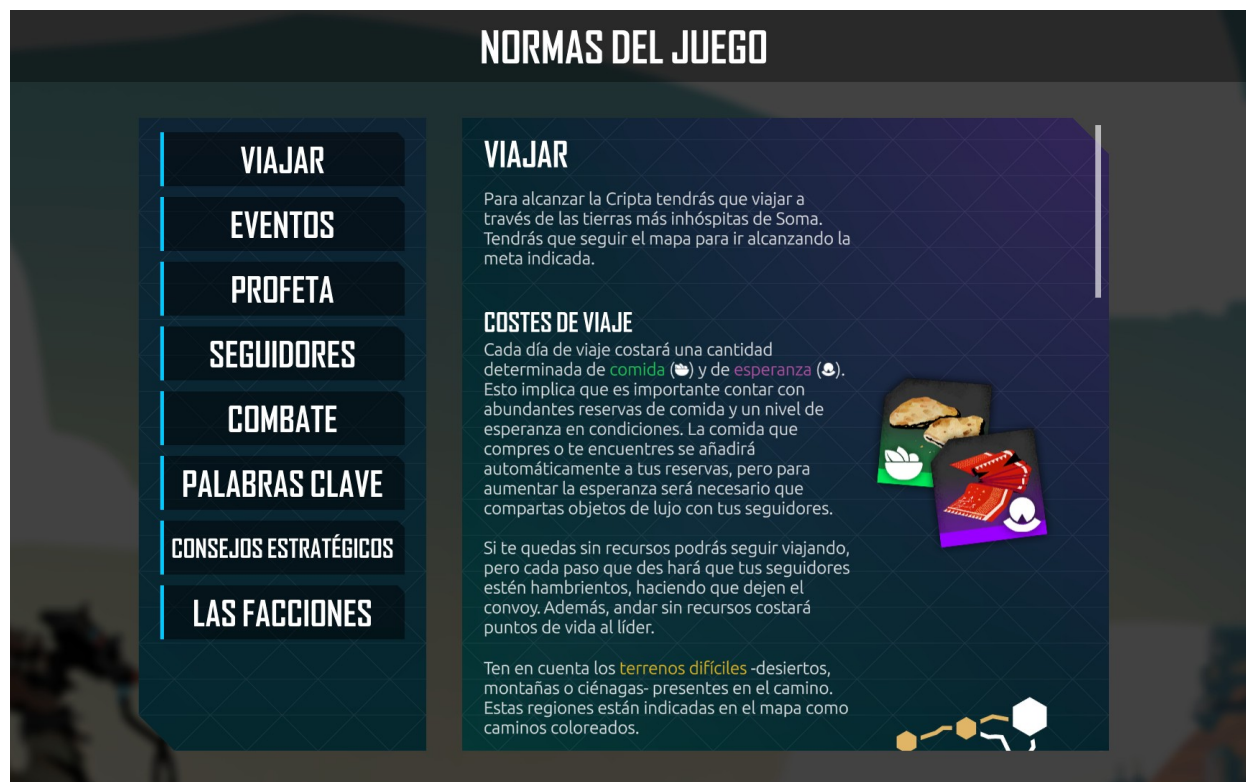 NORMAS DEL JUEGO
VIAJAR
EVENTOS
PROFETA
SEGUIDORES
COMBATE
PALABRAS CLAVE
CONSEJOS ESTRATÉGICOS
LAS FACCIONES
VIAJAR
Para alcanzar la Cripta tendrás que viajar a
través de las tierras más inhóspitas de Soma.
Tendrás que seguir el mapa para ir alcanzando la
meta indicada.
COSTES DE VIAJE
Cada día de viaje costará una cantidad
determinada de comida () y de esperanza ().
Esto implica que es importante contar con
abundantes reservas de comida y un nivel de
esperanza en condiciones. La comida que
compres o te encuentres se añadirá
automáticamente a tus reservas, pero para
aumentar la esperanza será necesario que
compartas objetos de lujo con tus seguidores.
Si te quedas sin recursos podrás seguir viajando,
pero cada paso que des hará que tus seguidores
estén hambrientos, haciendo que dejen el
convoy. Además, andar sin recursos costará
puntos de vida al líder.
Ten en cuenta los terrenos difíciles -desiertos,
montañas o ciénagas- presentes en el camino.
Estas regiones están indicadas en el mapa como
caminos coloreados.